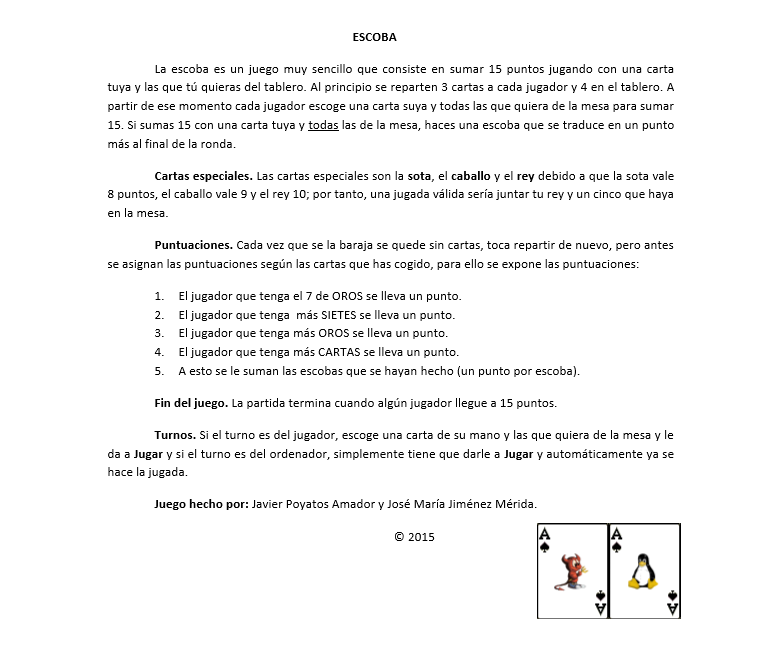 ESCOBA
La escoba es un juego muy sencillo que consiste en sumar 15 puntos jugando con una carta
tuya y las que tú quieras del tablero. Al principio se reparten 3 cartas a cada jugador y 4 en el tablero. A
partir de ese momento cada jugador escoge una carta suya y todas las que quiera de la mesa para sumar
15. Si sumas 15 con una carta tuya y todas las de la mesa, haces una escoba que se traduce en un punto
más al final de la ronda.
Cartas especiales. Las cartas especiales son la sota, el caballo y el rey debido a que la sota vale
8 puntos, el caballo vale 9 y el rey 10; por tanto, una jugada válida sería juntar tu rey y un cinco que haya
en la mesa.
Puntuaciones. Cada vez que se la baraja se quede sin cartas, toca repartir de nuevo, pero antes
se asignan las puntuaciones según las cartas que has cogido, para ello se expone las puntuaciones:
1. El jugador que tenga el 7 de OROS se lleva un punto.
2. El jugador que tenga más SIETES se lleva un punto.
3. El jugador que tenga más OROS se lleva un punto.
4. El jugador que tenga más CARTAS se lleva un punto.
5. A esto se le suman las escobas que se hayan hecho (un punto por escoba).
Fin del juego. La partida termina cuando algún jugador llegue a 15 puntos.
Turnos. Si el turno es del jugador, escoge una carta de su mano y las que quiera de la mesa y le
da a Jugar y si el turno es del ordenador, simplemente tiene que darle a Jugar y automáticamente ya se
hace la jugada.
Juego hecho por: Javier Poyatos Amador y José María Jiménez Mérida.
© 2015
A A
A A